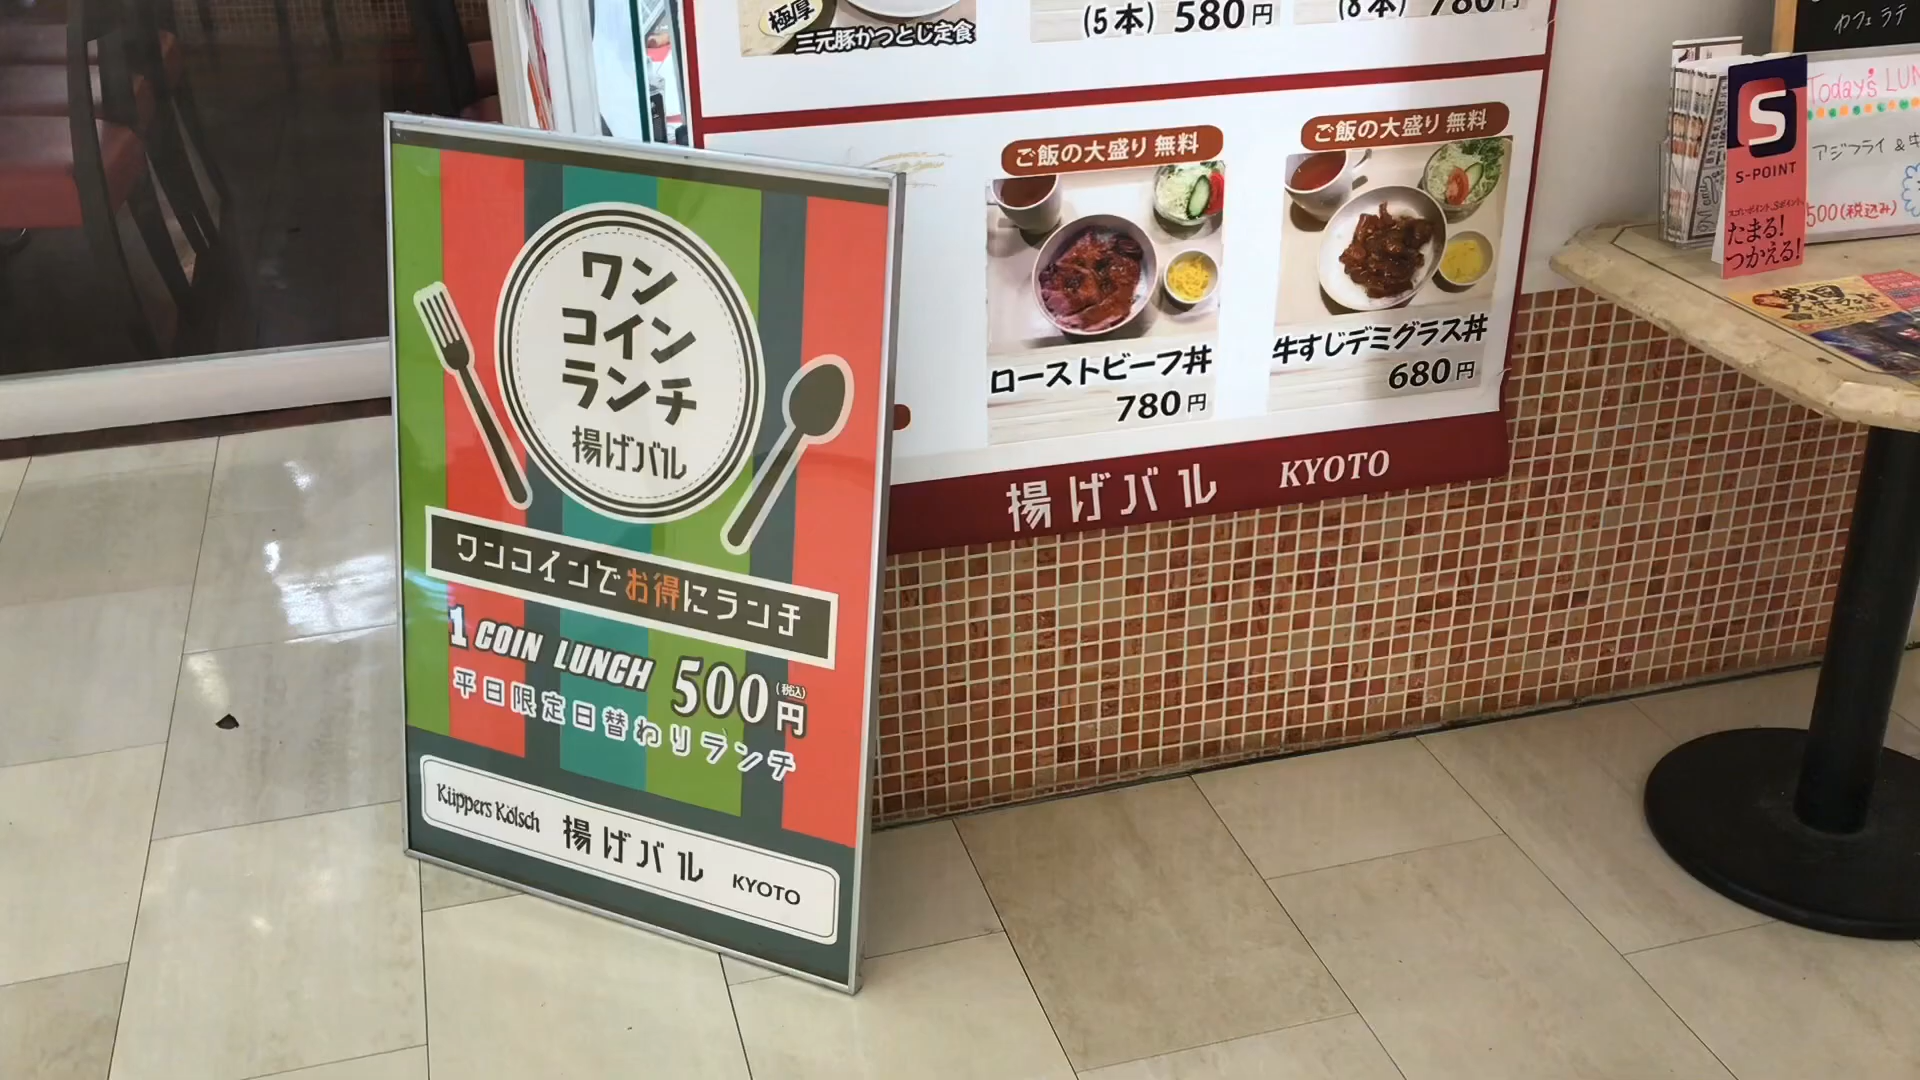 極厚
三元豚かつとじ定食
(5本) 580円
(8本) 780円
ご飯の大盛り 無料
ローストビーフ丼
780円
ご飯の大盛り 無料
牛すじデミグラス丼
680円
揚げバル KYOTO
ワン
コイン
ランチ
揚げバル
ワンコインでお得にランチ
1 COIN LUNCH 500円(税込)
平日限定日替わりランチ
Küppers Kölsch 揚げバル KYOTO
カフェラテ
Today's LUN
アジフライ & 牛
500(税込み)
S-POINT
たまる!
つかえる!